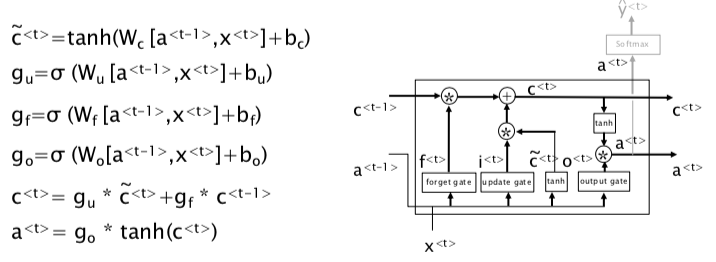 c̃<t>=tanh(Wc [a<t-1>,x<t>]+bc)
gu=σ (Wu [a<t-1>,x<t>]+bu)
gf=σ (Wf [a<t-1>,x<t>]+bf)
go=σ (Wo[a<t-1>,x<t>]+bo)
c<t>= gu * c̃<t>+gf * c<t-1>
a<t>= go * tanh(c<t>)
ŷ<t>
Softmax
a<t>
c<t-1>
*
+
c<t>
c<t>
tanh
*
a<t-1>
f<t>
i<t>
c̃<t>
o<t>
*
a<t>
a<t>
forget gate
update gate
tanh
output gate
x<t>